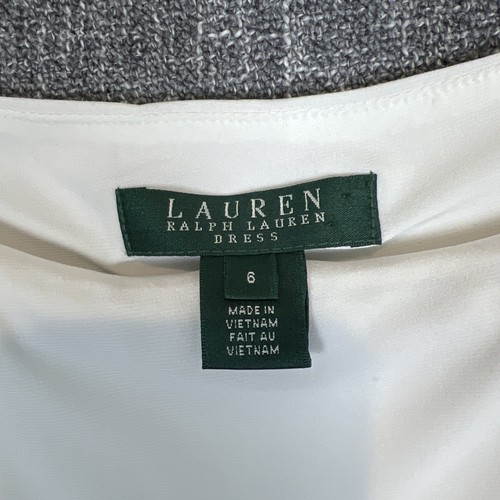 LAUREN
RALPH LAUREN
DRESS
6
MADE IN
VIETNAM
FAIT AU
VIETNAM